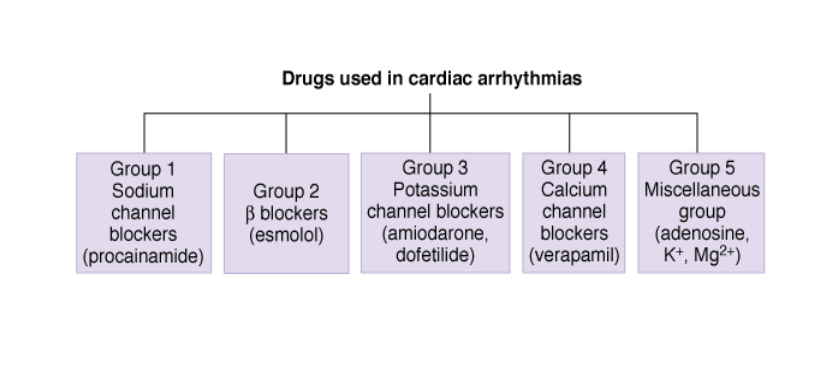 Drugs used in cardiac arrhythmias
Group 1
Sodium
channel
blockers
(procainamide)
Group 2
β blockers
(esmolol)
Group 3
Potassium
channel blockers
(amiodarone,
dofetilide)
Group 4
Calcium
channel
blockers
(verapamil)
Group 5
Miscellaneous
group
(adenosine,
K⁺, Mg²⁺)